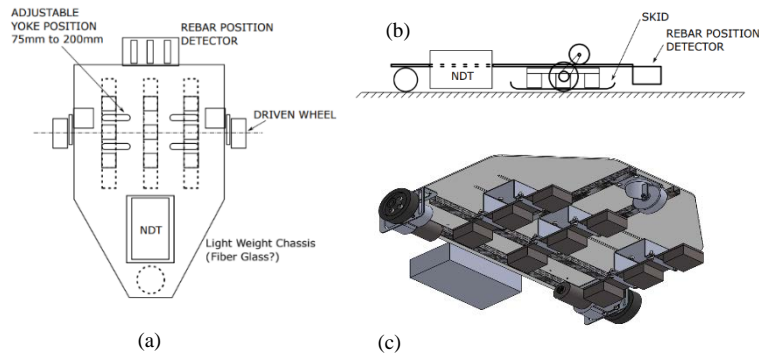 (a)
ADJUSTABLE
YOKE POSITION
75mm to 200mm
REBAR POSITION
DETECTOR
DRIVEN WHEEL
NDT
Light Weight Chassis
(Fiber Glass?)
(b)
SKID
REBAR POSITION
DETECTOR
NDT
(c)